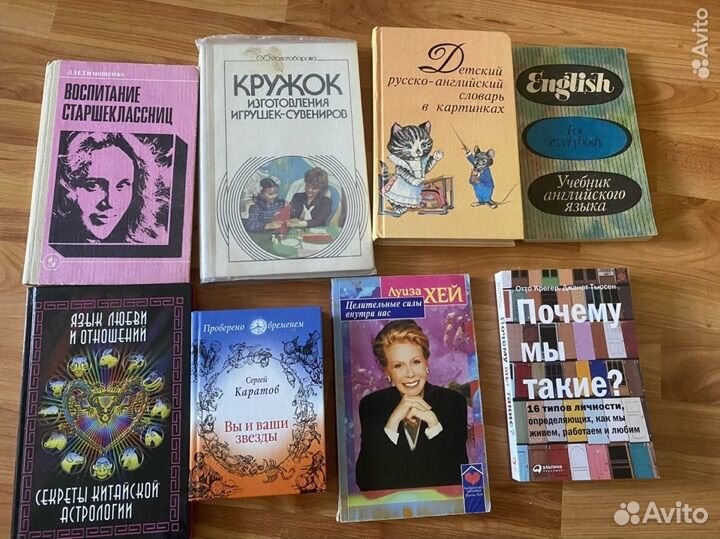 Л.И.Тимощенко
ВОСПИТАНИЕ
СТАРШЕКЛАССНИЦ
О.С.Молотобарова
КРУЖОК
ИЗГОТОВЛЕНИЯ
ИГРУШЕК-СУВЕНИРОВ
Детский
русско-английский
словарь
в картинках
English
For
everybody
Учебник
английского
языка
ЯЗЫК ЛЮБВИ
И ОТНОШЕНИЙ
СЕКРЕТЫ КИТАЙСКОЙ
АСТРОЛОГИИ
Проверено временем
Сергей
Каратов
Вы и ваши
звезды
Луиза
ХЕЙ
Целительные силы
внутри нас
Отто Крегер, Джанет Тьюсен
Почему
мы
такие?
16 типов личности,
определяющих, как мы
живем, работаем и любим
АЛЬПИНА
Avito
Avito